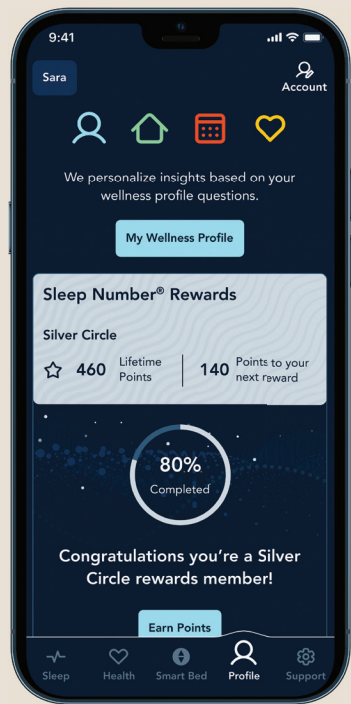 9:41
Sara
Account
We personalize insights based on your
wellness profile questions.
My Wellness Profile
Sleep Number® Rewards
Silver Circle
460 Lifetime Points
140 Points to your next reward
80%
Completed
Congratulations you're a Silver
Circle rewards member!
Earn Points
Sleep
Health
Smart Bed
Profile
Support